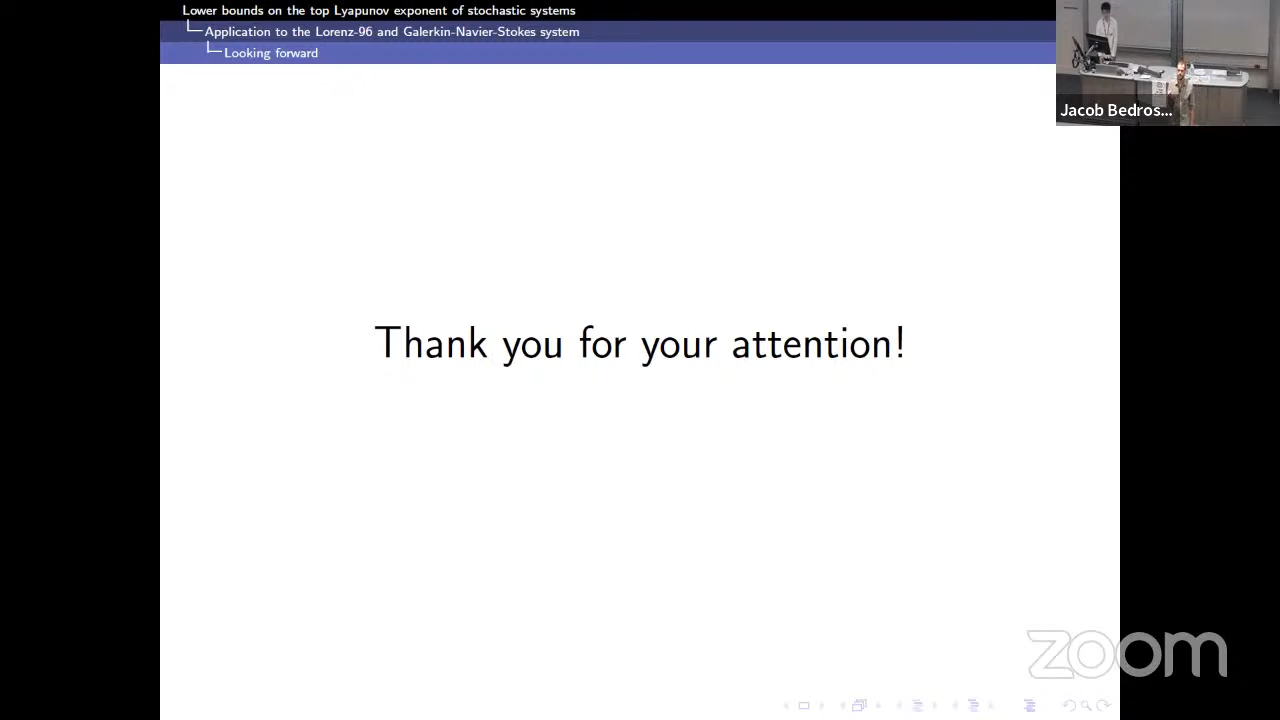 Lower bounds on the top Lyapunov exponent of stochastic systems
Application to the Lorenz-96 and Galerkin-Navier-Stokes system
Looking forward
Jacob Bedros...
Thank you for your attention!
zoom